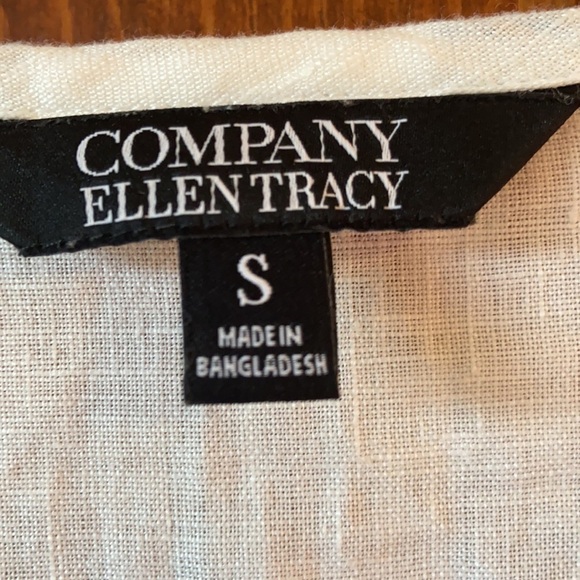 COMPANY
ELLEN TRACY
S
MADE IN
BANGLADESH